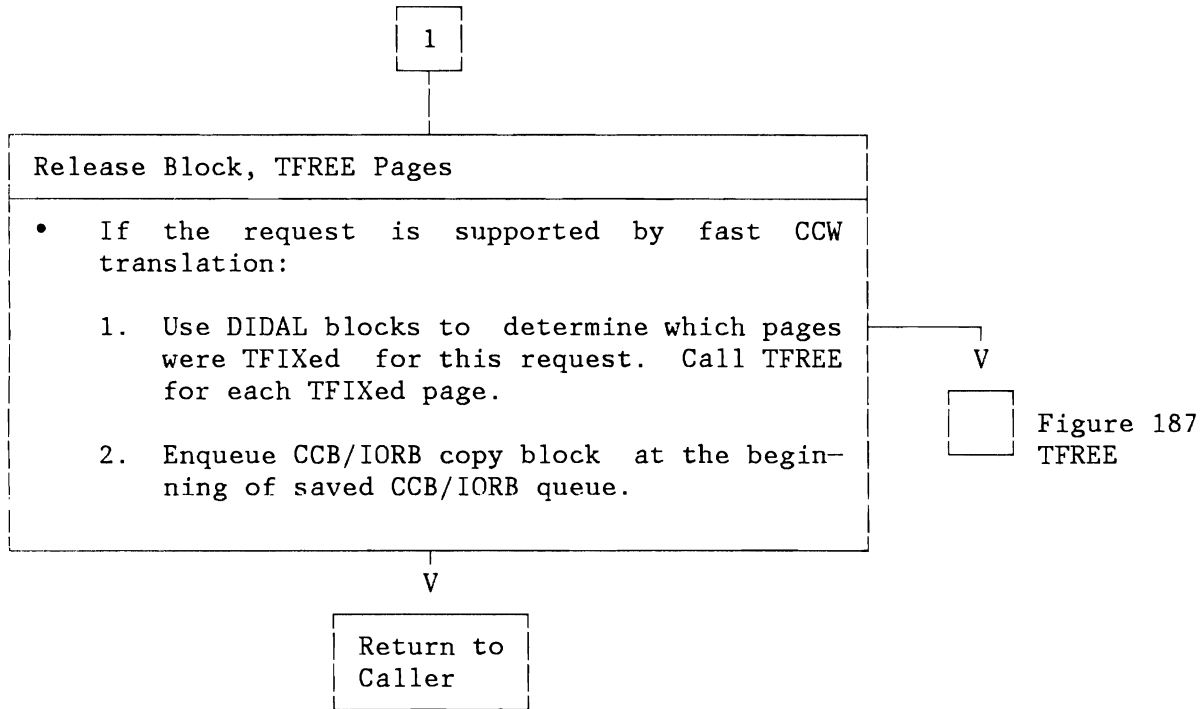 1
Release Block, TFREE Pages
• If the request is supported by fast CCW
translation:
1. Use DIDAL blocks to determine which pages
were TFIXed for this request. Call TFREE
for each TFIXed page.
2. Enqueue CCB/IORB copy block at the begin-
ning of saved CCB/IORB queue.
V
Figure 187
TFREE
V
Return to
Caller